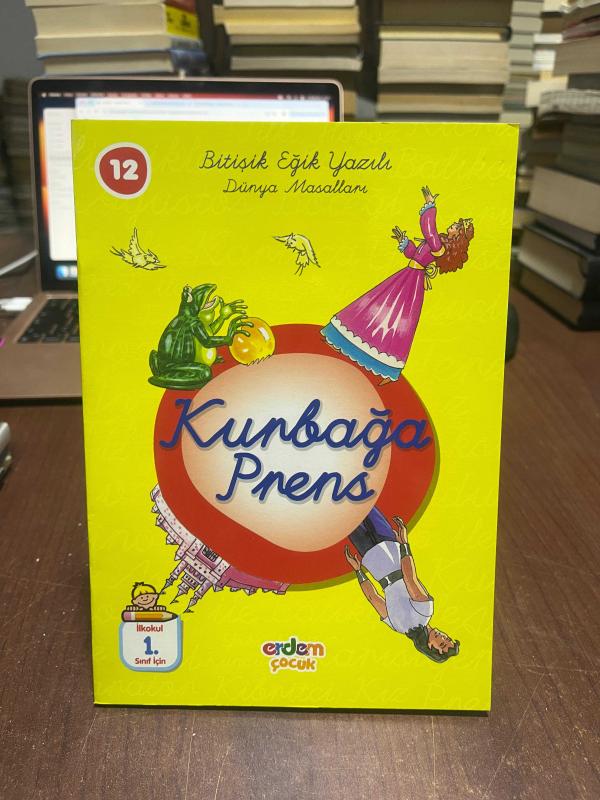 12
Bitişik Eğik Yazılı
Dünya Masalları
Kurbağa
Prens
İlkokul
1.
Sınıf İçin
erdem
çocuk